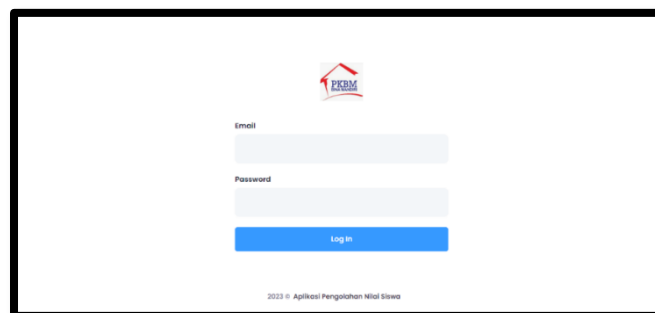 PKBM
Email
Password
Log In
2023 © Aplikasi Pengolahan Nilai Siswa